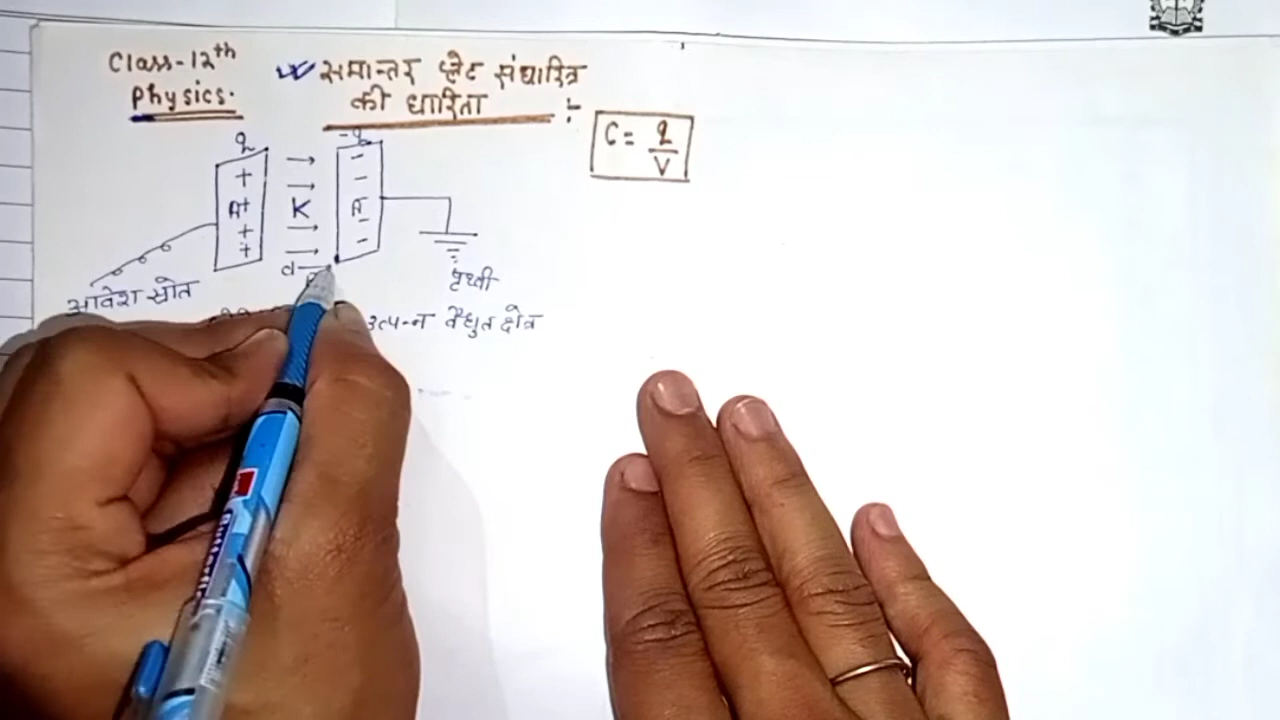 Class-12th
Physics.
समान्तर प्लेट संधारित्र
की धारिता :-
C = q/V
q
-q
+
A+
+
+
K
d
-
-
A
-
-
आवेश स्रोत
पृथ्वी
उत्पन्न वैधुत क्षेत्र